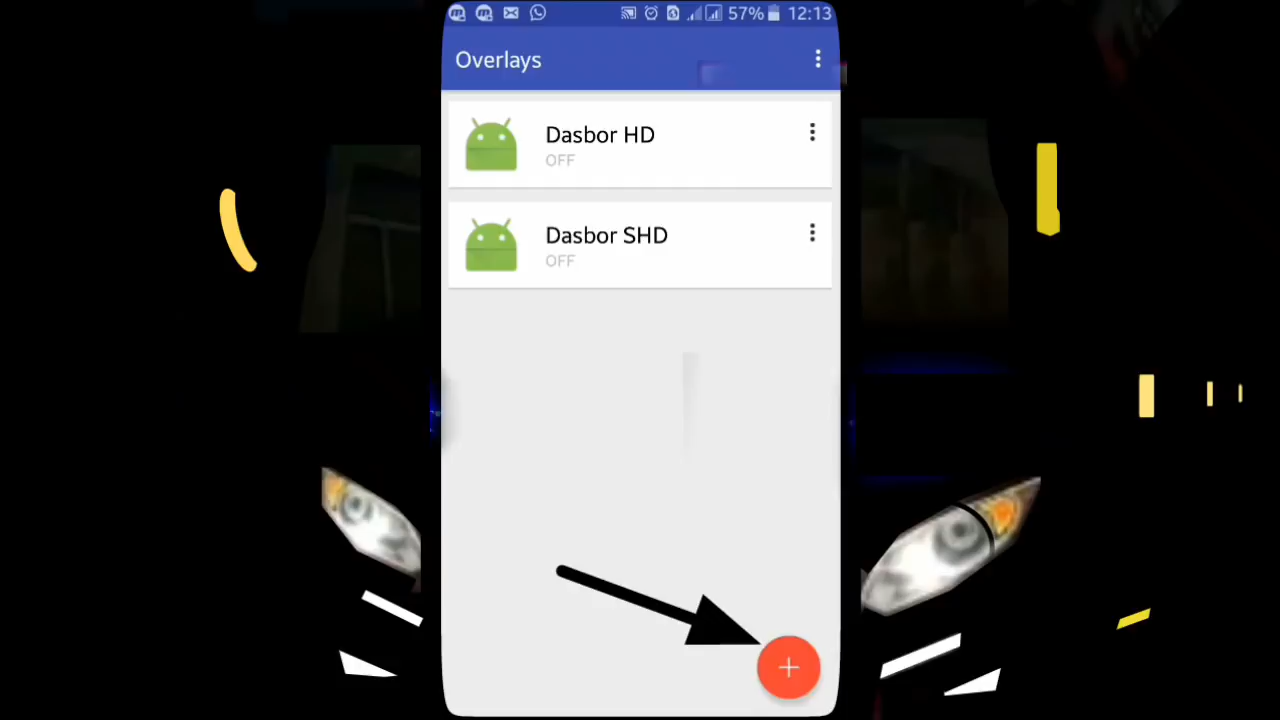 57% 12:13
Overlays
Dasbor HD
OFF
Dasbor SHD
OFF